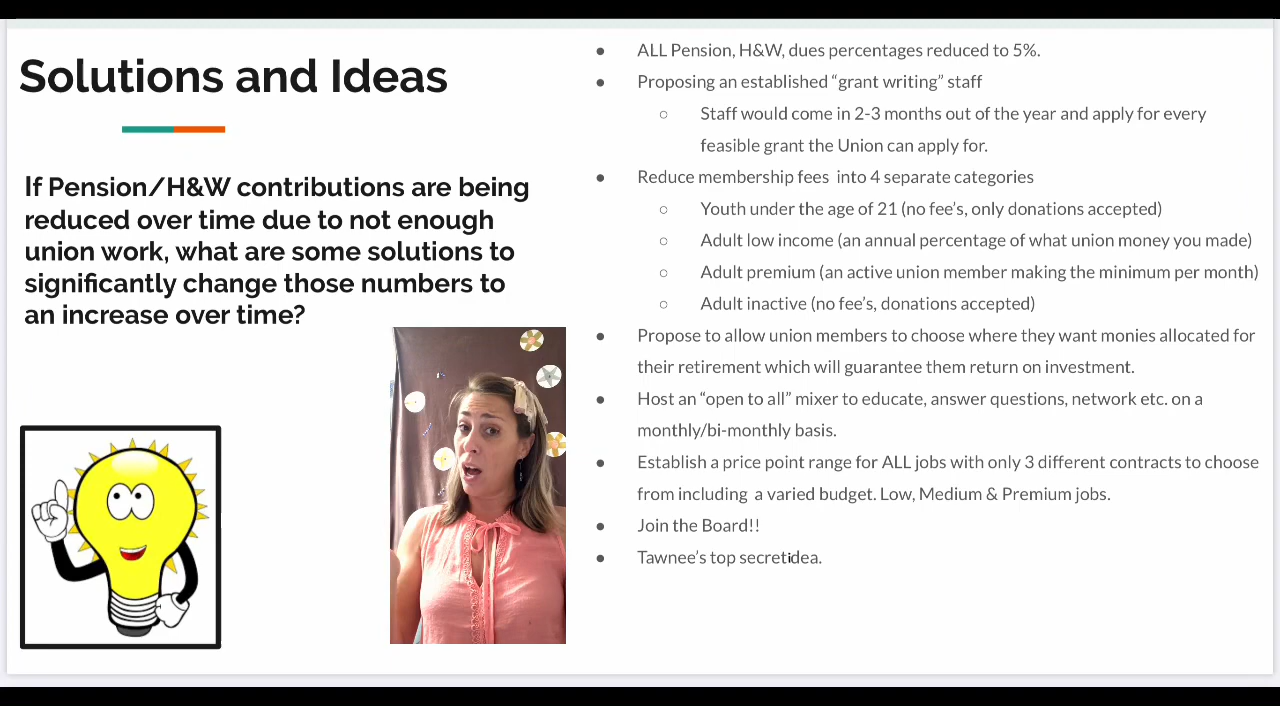 Solutions and Ideas
If Pension/H&W contributions are being
reduced over time due to not enough
union work, what are some solutions to
significantly change those numbers to
an increase over time?
● ALL Pension, H&W, dues percentages reduced to 5%.
● Proposing an established “grant writing” staff
○ Staff would come in 2-3 months out of the year and apply for every
feasible grant the Union can apply for.
● Reduce membership fees into 4 separate categories
○ Youth under the age of 21 (no fee’s, only donations accepted)
○ Adult low income (an annual percentage of what union money you made)
○ Adult premium (an active union member making the minimum per month)
○ Adult inactive (no fee’s, donations accepted)
● Propose to allow union members to choose where they want monies allocated for
their retirement which will guarantee them return on investment.
● Host an “open to all” mixer to educate, answer questions, network etc. on a
monthly/bi-monthly basis.
● Establish a price point range for ALL jobs with only 3 different contracts to choose
from including a varied budget. Low, Medium & Premium jobs.
● Join the Board!!
● Tawnee’s top secret idea.